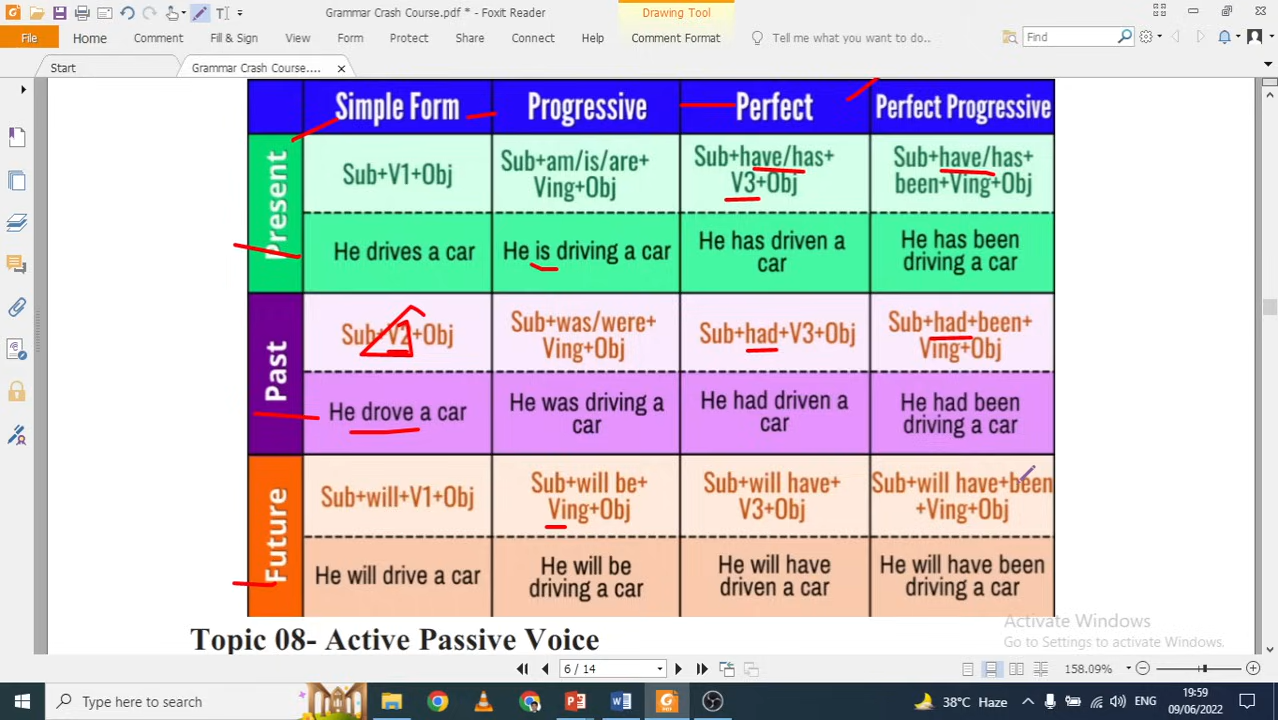 Grammar Crash Course.pdf * - Foxit Reader
Drawing Tool
File
Home
Comment
Fill & Sign
View
Form
Protect
Share
Connect
Help
Comment Format
Tell me what you want to do..
Find
Start
Grammar Crash Course....
Simple Form
Progressive
Perfect
Perfect Progressive
Present
Sub+V1+Obj
Sub+am/is/are+
Ving+Obj
Sub+have/has+
V3+Obj
Sub+have/has+
been+Ving+Obj
He drives a car
He is driving a car
He has driven a
car
He has been
driving a car
Past
Sub+V2+Obj
Sub+was/were+
Ving+Obj
Sub+had+V3+Obj
Sub+had+been+
Ving+Obj
He drove a car
He was driving a
car
He had driven a
car
He had been
driving a car
Future
Sub+will+V1+Obj
Sub+will be+
Ving+Obj
Sub+will have+
V3+Obj
Sub+will have+been
+Ving+Obj
He will drive a car
He will be
driving a car
He will have
driven a car
He will have been
driving a car
Topic 08- Active Passive Voice
Activate Windows
Go to Settings to activate Windows.
6 / 14
158.09%
Type here to search
38°C Haze
ENG
19:59
09/06/2022